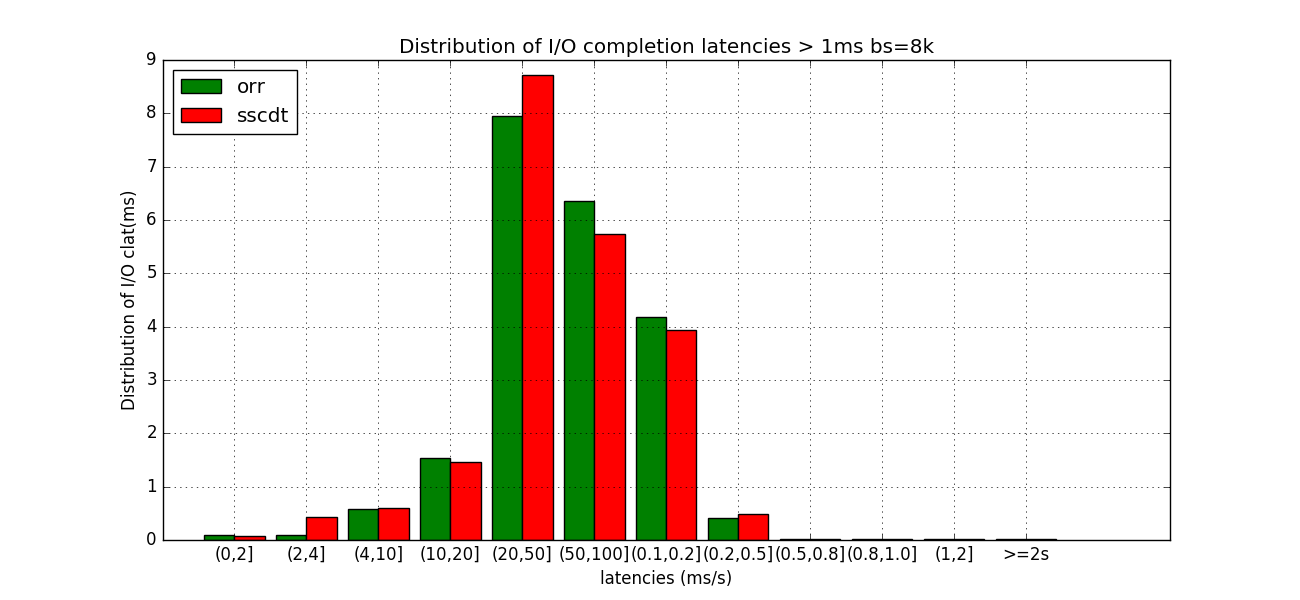 Distribution of I/O completion latencies > 1ms bs=8k
orr
sscdt
Distribution of I/O clat(ms)
9
8
7
6
5
4
3
2
1
0
(0,2] (2,4] (4,10] (10,20] (20,50] (50,100] (0.1,0.2] (0.2,0.5] (0.5,0.8] (0.8,1.0] (1,2] >=2s
latencies (ms/s)